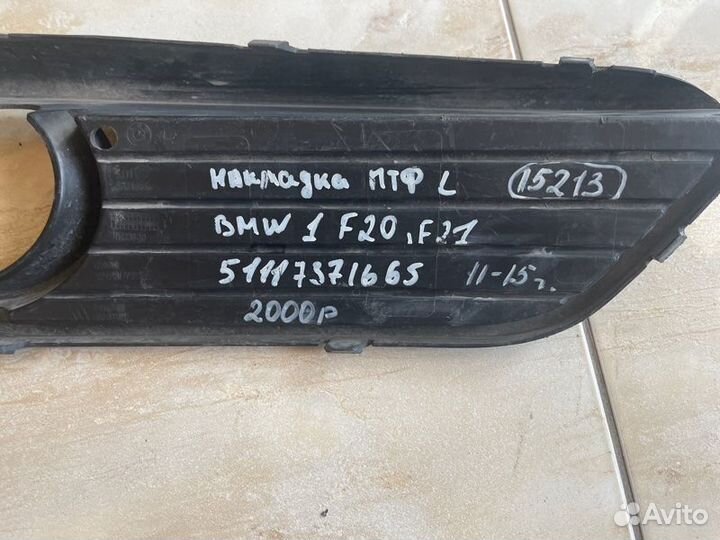 накладка ПТФ L 15213
BMW 1 F20, F21
51117371665 11-15г.
2000р
Avito